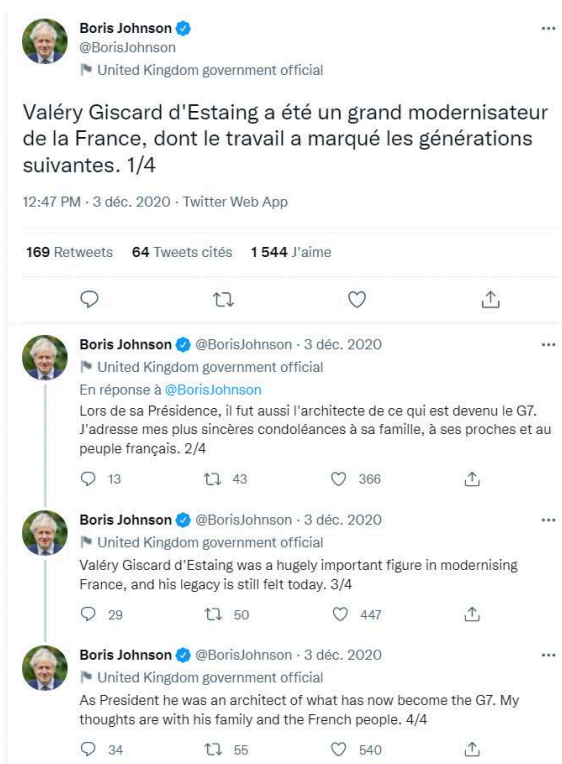 Boris Johnson
@BorisJohnson
United Kingdom government official
Valéry Giscard d'Estaing a été un grand modernisateur
de la France, dont le travail a marqué les générations
suivantes. 1/4
12:47 PM · 3 déc. 2020 · Twitter Web App
169 Retweets 64 Tweets cités 1 544 J'aime
Boris Johnson @BorisJohnson · 3 déc. 2020
United Kingdom government official
En réponse à @BorisJohnson
Lors de sa Présidence, il fut aussi l'architecte de ce qui est devenu le G7.
J'adresse mes plus sincères condoléances à sa famille, à ses proches et au
peuple français. 2/4
13 43 366
Boris Johnson @BorisJohnson · 3 déc. 2020
United Kingdom government official
Valéry Giscard d'Estaing was a hugely important figure in modernising
France, and his legacy is still felt today. 3/4
29 50 447
Boris Johnson @BorisJohnson · 3 déc. 2020
United Kingdom government official
As President he was an architect of what has now become the G7. My
thoughts are with his family and the French people. 4/4
34 55 540